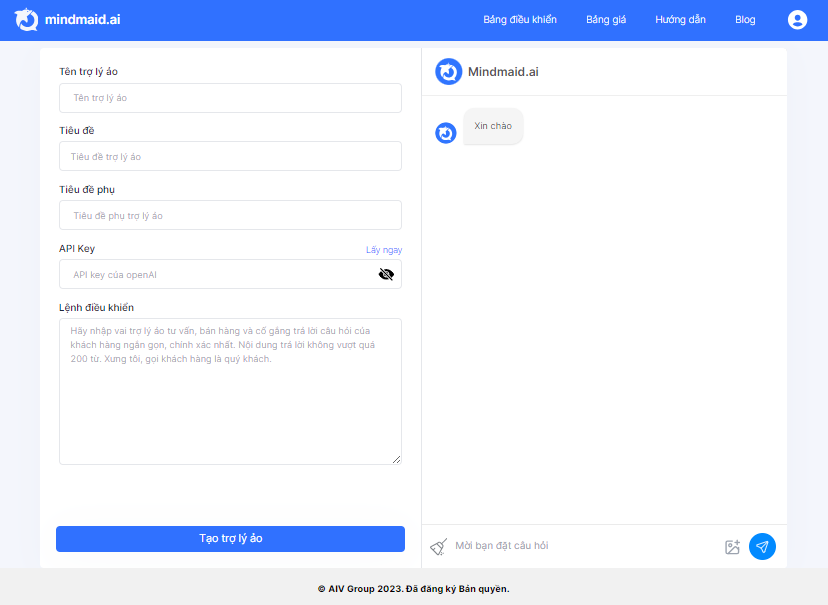 mindmaid.ai
Bảng điều khiển
Bảng giá
Hướng dẫn
Blog
Tên trợ lý ảo
Tên trợ lý ảo
Tiêu đề
Tiêu đề trợ lý ảo
Tiêu đề phụ
Tiêu đề phụ trợ lý ảo
API Key
Lấy ngay
API key của openAI
Lệnh điều khiển
Hãy nhập vai trợ lý ảo tư vấn, bán hàng và cố gắng trả lời câu hỏi của
khách hàng ngắn gọn, chính xác nhất. Nội dung trả lời không vượt quá
200 từ. Xưng tôi, gọi khách hàng là quý khách.
Tạo trợ lý ảo
Mindmaid.ai
Xin chào
Mời bạn đặt câu hỏi
© AIV Group 2023. Đã đăng ký Bản quyền.